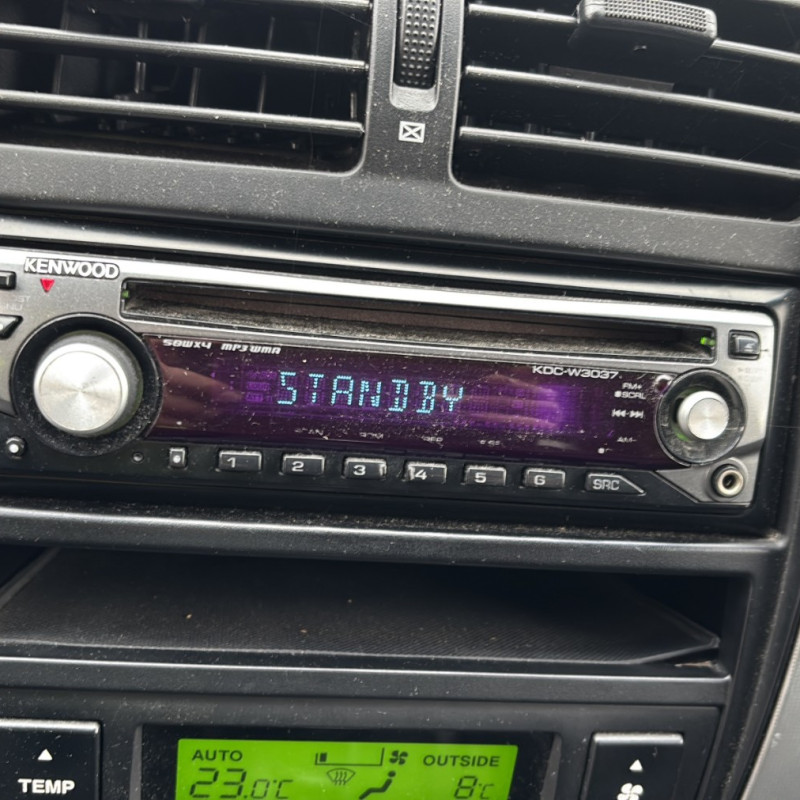 KENWOOD
50WX4 MP3 WMA
KDC-W3037
STANDBY
FM+
SCRL
AM-
1 2 3 4 5 6 SRC
AUTO OUTSIDE
23.0°C 8°C
TEMP